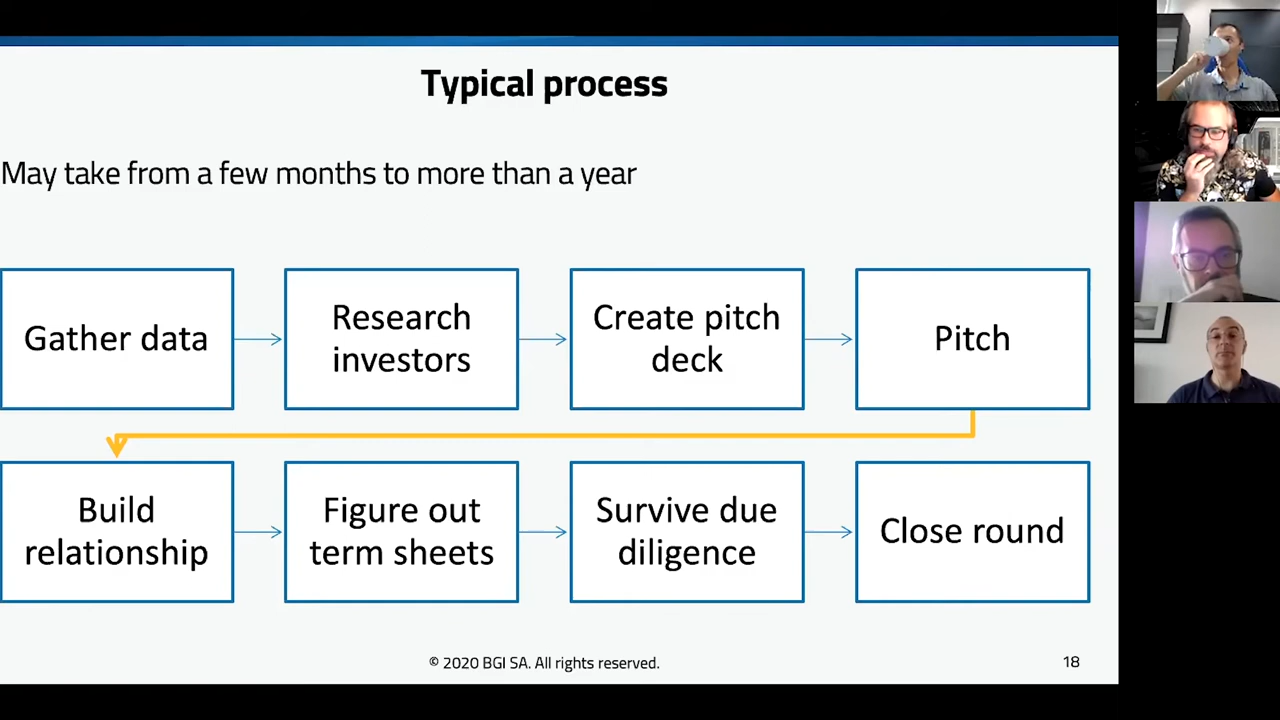 Typical process
May take from a few months to more than a year
Gather data
Research
investors
Create pitch
deck
Pitch
Build
relationship
Figure out
term sheets
Survive due
diligence
Close round
© 2020 BGI SA. All rights reserved.
18